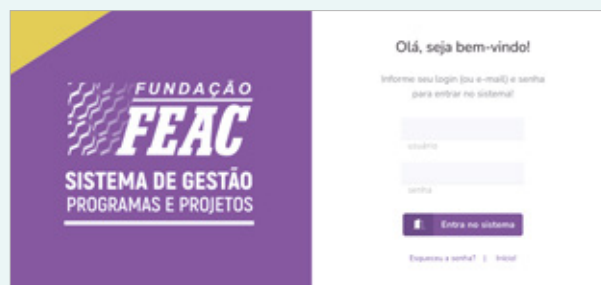 FUNDAÇÃO
FEAC
SISTEMA DE GESTÃO
PROGRAMAS E PROJETOS
Olá, seja bem-vindo!
Informe seu login (ou e-mail) e senha
para entrar no sistema!
usuário
senha
Entra no sistema
Esqueceu a senha? | Inicio!